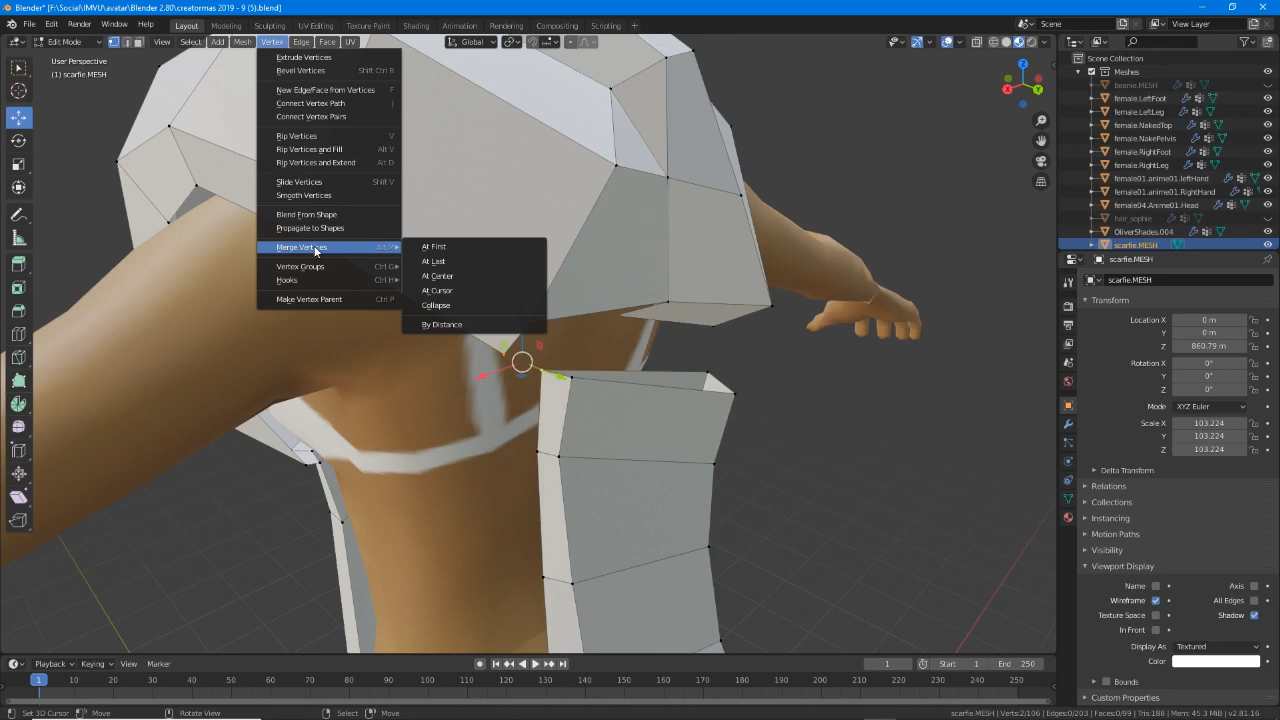 Blender* [F:\Social\IMVU\avatar\Blender 2.80\creatormas 2019 - 9 (5).blend]
File Edit Render Window Help Layout Modeling Sculpting UV Editing Texture Paint Shading Animation Rendering Compositing Scripting + Scene View Layer
Edit Mode View Select Add Mesh Vertex Edge Face UV Global
User Perspective
(1) scarfie.MESH
Extrude Vertices
Bevel Vertices Shift Ctrl B
New Edge/Face from Vertices F
Connect Vertex Path J
Connect Vertex Pairs
Rip Vertices V
Rip Vertices and Fill Alt V
Rip Vertices and Extend Alt D
Slide Vertices Shift V
Smooth Vertices
Blend From Shape
Propagate to Shapes
Merge Vertices Alt M
Vertex Groups Ctrl G
Hooks Ctrl H
Make Vertex Parent Ctrl P
At First
At Last
At Center
At Cursor
Collapse
By Distance
X Y Z
Scene Collection
Meshes
beanie.MESH
female.LeftFoot
female.LeftLeg
female.NakedTop
female.NakePelvis
female.RightFoot
female.RightLeg
female01.anime01.leftHand
female01.anime01.RightHand
female04.Anime01.Head
hair_sophie
OliverShades.004
scarfie.MESH
scarfie.MESH
scarfie.MESH
Transform
Location X 0 m
Y 0 m
Z 860.79 m
Rotation X 0°
Y 0°
Z 0°
Mode XYZ Euler
Scale X 103.224
Y 103.224
Z 103.224
Delta Transform
Relations
Collections
Instancing
Motion Paths
Visibility
Viewport Display
Name Axis
Wireframe All Edges
Texture Space Shadow
In Front
Display As Textured
Color
Bounds
Custom Properties
Playback Keying View Marker 1 Start 1 End 250
1 10 20 30 40 50 60 70 80 90 100 110 120 130 140 150 160 170 180 190 200 210 220 230 240 250
Set 3D Cursor Move Rotate View Select Move scarfie.MESH | Verts:2/106 | Edges:0/203 | Faces:0/99 | Tris:188 | Mem: 45.3 MiB | v2.81.16